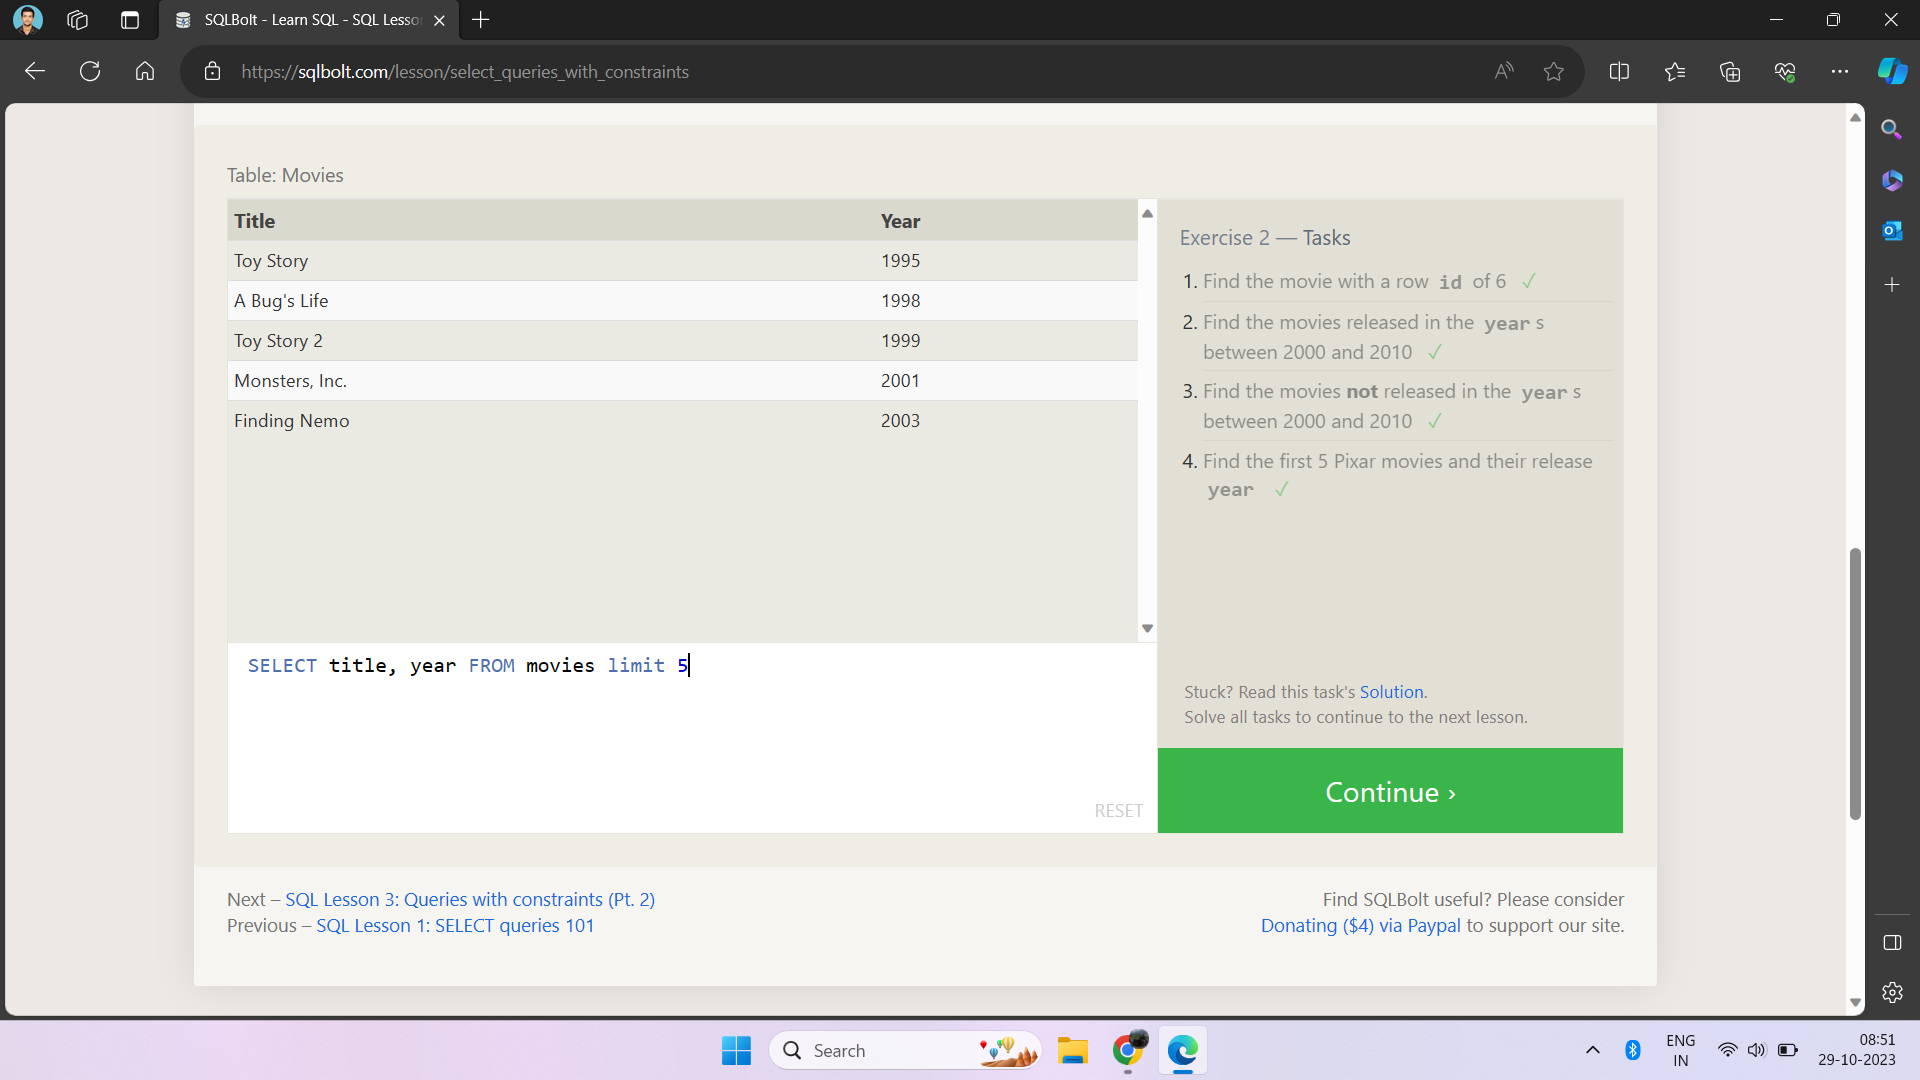 SQLBolt - Learn SQL - SQL Lesso
https://sqlbolt.com/lesson/select_queries_with_constraints
Table: Movies
Title Year
Toy Story 1995
A Bug's Life 1998
Toy Story 2 1999
Monsters, Inc. 2001
Finding Nemo 2003
SELECT title, year FROM movies limit 5
RESET
Exercise 2 — Tasks
1. Find the movie with a row id of 6 ✓
2. Find the movies released in the year s
between 2000 and 2010 ✓
3. Find the movies not released in the year s
between 2000 and 2010 ✓
4. Find the first 5 Pixar movies and their release
year ✓
Stuck? Read this task's Solution.
Solve all tasks to continue to the next lesson.
Continue ›
Next – SQL Lesson 3: Queries with constraints (Pt. 2)
Previous – SQL Lesson 1: SELECT queries 101
Find SQLBolt useful? Please consider
Donating ($4) via Paypal to support our site.
Search
ENG
IN
08:51
29-10-2023